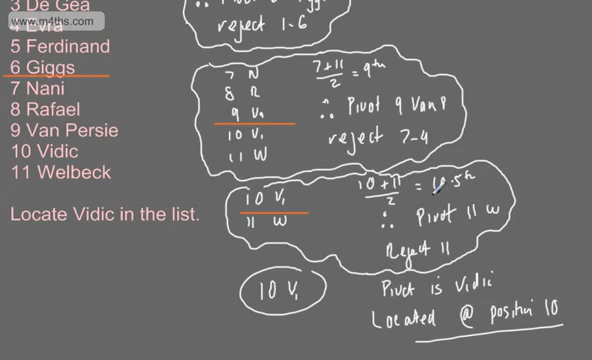 3 De Gea
www.m4ths.com
4 Evra
5 Ferdinand
6 Giggs
7 Nani
8 Rafael
9 Van Persie
10 Vidic
11 Welbeck
Locate Vidic in the list.
reject 1-6
7 N
8 R
9 Va
10 Vi
11 W
7+11
2
= 9th
∴ Pivot 9 Van P
reject 7-9
10 Vi
11 W
10+11
2
= 10.5th
∴ Pivot 11 W
Reject 11
10 Vi
Pivot is Vidic
Located @ position 10